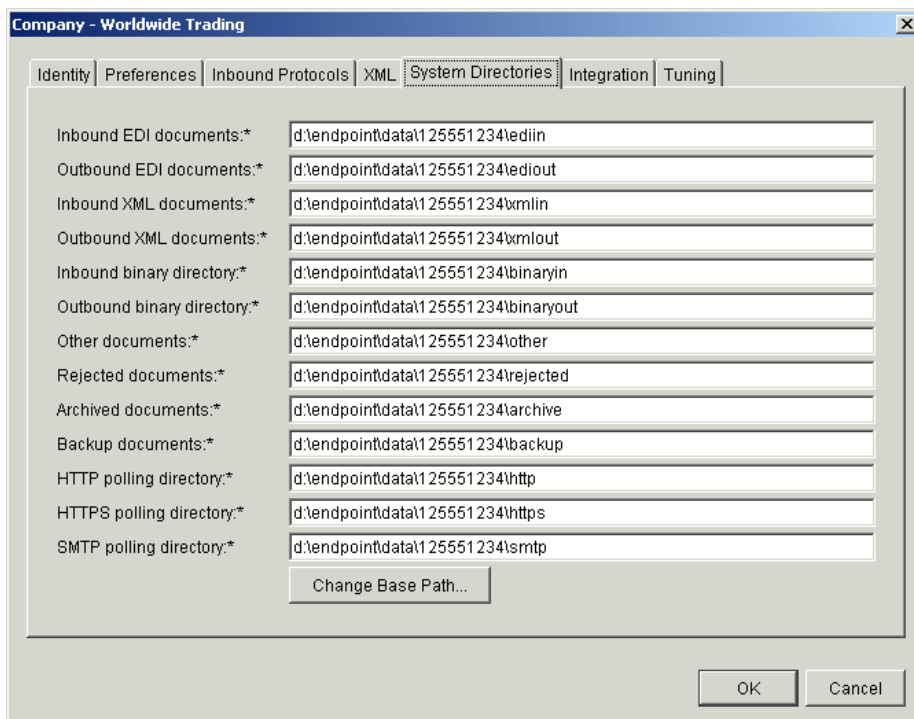 Company - Worldwide Trading
Identity Preferences Inbound Protocols XML System Directories Integration Tuning
Inbound EDI documents:* d:\endpoint\data\125551234\ediin
Outbound EDI documents:* d:\endpoint\data\125551234\ediout
Inbound XML documents:* d:\endpoint\data\125551234\xmlin
Outbound XML documents:* d:\endpoint\data\125551234\xmlout
Inbound binary directory:* d:\endpoint\data\125551234\binaryin
Outbound binary directory:* d:\endpoint\data\125551234\binaryout
Other documents:* d:\endpoint\data\125551234\other
Rejected documents:* d:\endpoint\data\125551234\rejected
Archived documents:* d:\endpoint\data\125551234\archive
Backup documents:* d:\endpoint\data\125551234\backup
HTTP polling directory:* d:\endpoint\data\125551234\http
HTTPS polling directory:* d:\endpoint\data\125551234\https
SMTP polling directory:* d:\endpoint\data\125551234\smtp
Change Base Path...
OK Cancel